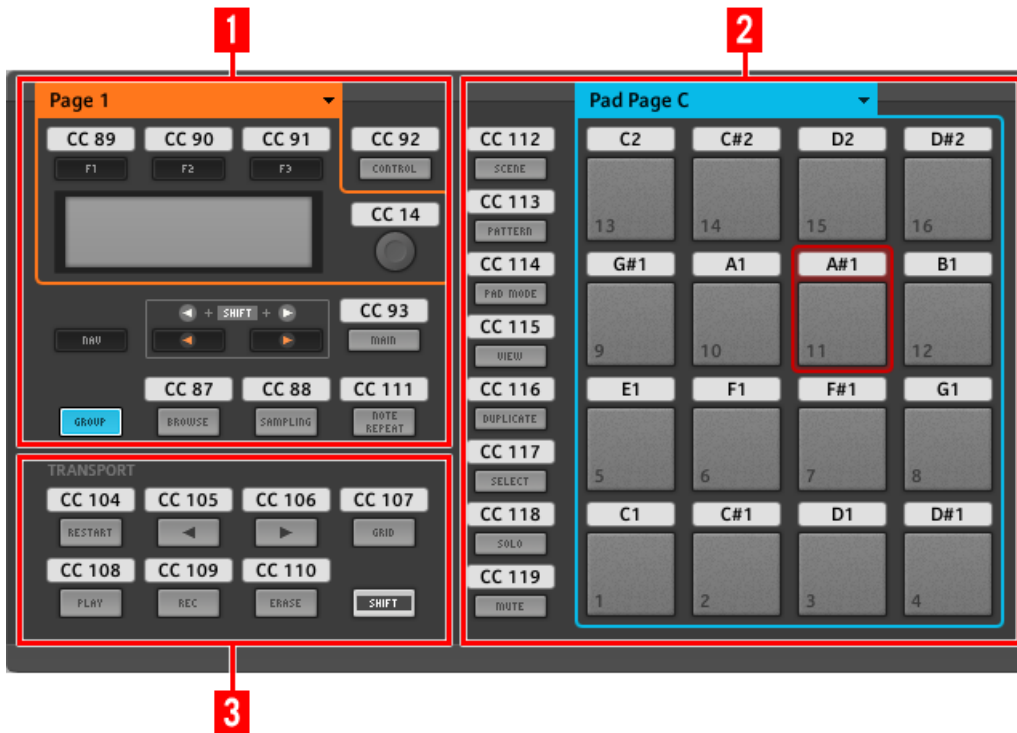 1
2
Page 1
CC 89 CC 90 CC 91 CC 92
F1 F2 F3 CONTROL
CC 14
+ SHIFT + CC 93
NAV MAIN
CC 87 CC 88 CC 111
GROUP BROWSE SAMPLING NOTE REPEAT
TRANSPORT
CC 104 CC 105 CC 106 CC 107
RESTART GRID
CC 108 CC 109 CC 110
PLAY REC ERASE SHIFT
3
CC 112
SCENE
CC 113
PATTERN
CC 114
PAD MODE
CC 115
VIEW
CC 116
DUPLICATE
CC 117
SELECT
CC 118
SOLO
CC 119
MUTE
Pad Page C
C2 C#2 D2 D#2
13 14 15 16
G#1 A1 A#1 B1
9 10 11 12
E1 F1 F#1 G1
5 6 7 8
C1 C#1 D1 D#1
1 2 3 4